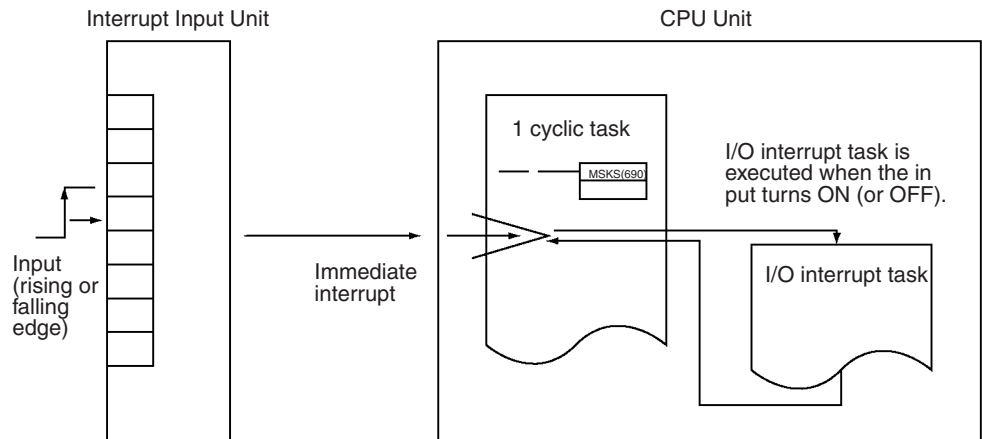 Interrupt Input Unit
CPU Unit
1 cyclic task
MSKS(690)
I/O interrupt task is
executed when the in
put turns ON (or OFF).
Input
(rising or
falling
edge)
Immediate
interrupt
I/O interrupt task